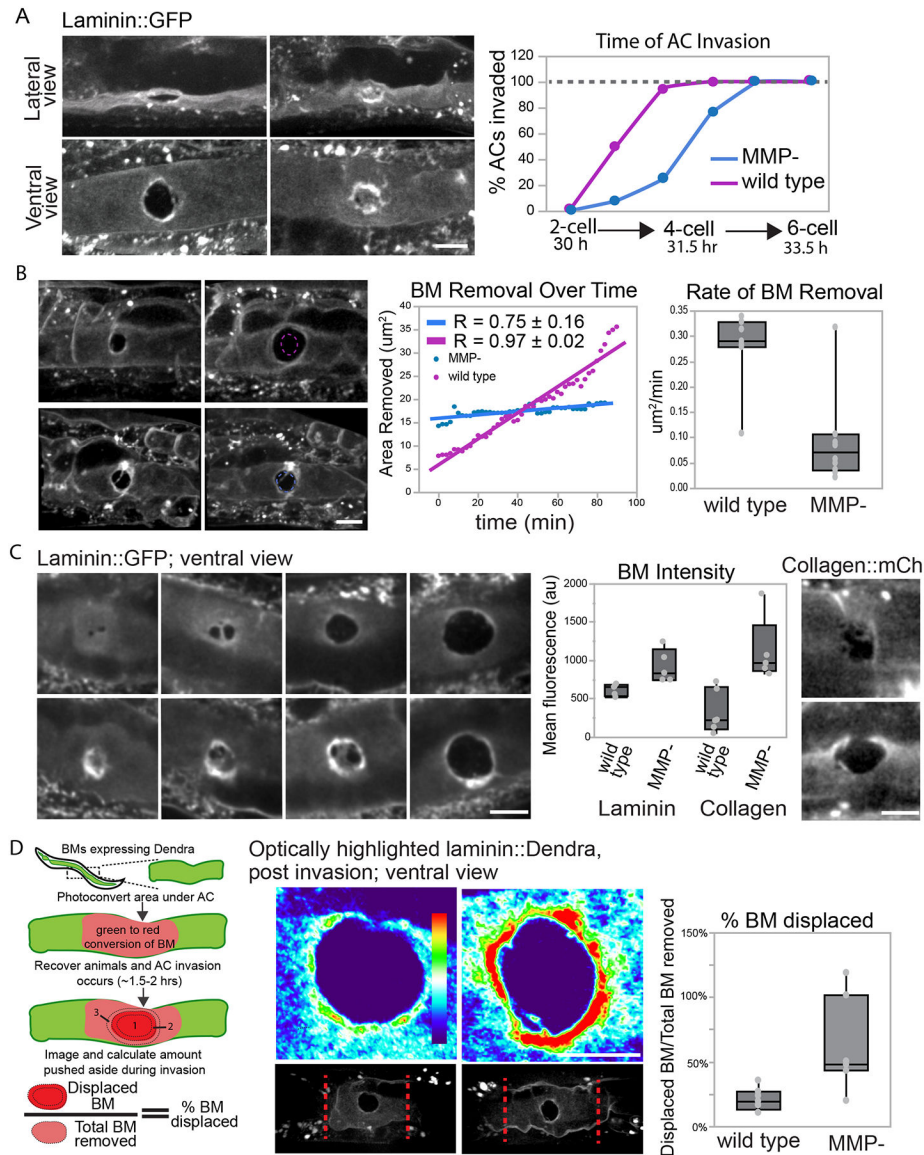 A
Laminin::GFP
Lateral
view
Ventral
view
Time of AC Invasion
% ACs invaded
120
100
80
60
40
20
0
MMP-
wild type
2-cell
30 h
4-cell
31.5 hr
6-cell
33.5 h
B
BM Removal Over Time
Area Removed (um²)
40
35
30
25
20
15
10
5
0
R = 0.75 ± 0.16
R = 0.97 ± 0.02
MMP-
wild type
0 20 40 60 80 100
time (min)
Rate of BM Removal
um²/min
0.30
0.20
0.10
0.05
0.00
wild type MMP-
C
Laminin::GFP; ventral view
BM Intensity
Mean fluorescence (au)
2000
1500
1000
500
0
wild
type
MMP-
wild
type
MMP-
Laminin Collagen
Collagen::mCh
D
BMs expressing Dendra
Photoconvert area under AC
green to red
conversion of BM
Recover animals and AC invasion
occurs (~1.5-2 hrs)
3
1
2
Image and calculate amount
pushed aside during invasion
Displaced
BM
Total BM
removed
% BM
displaced
Optically highlighted laminin::Dendra,
post invasion; ventral view
% BM displaced
Displaced BM/Total BM removed
150%
100%
50%
0%
wild type MMP-